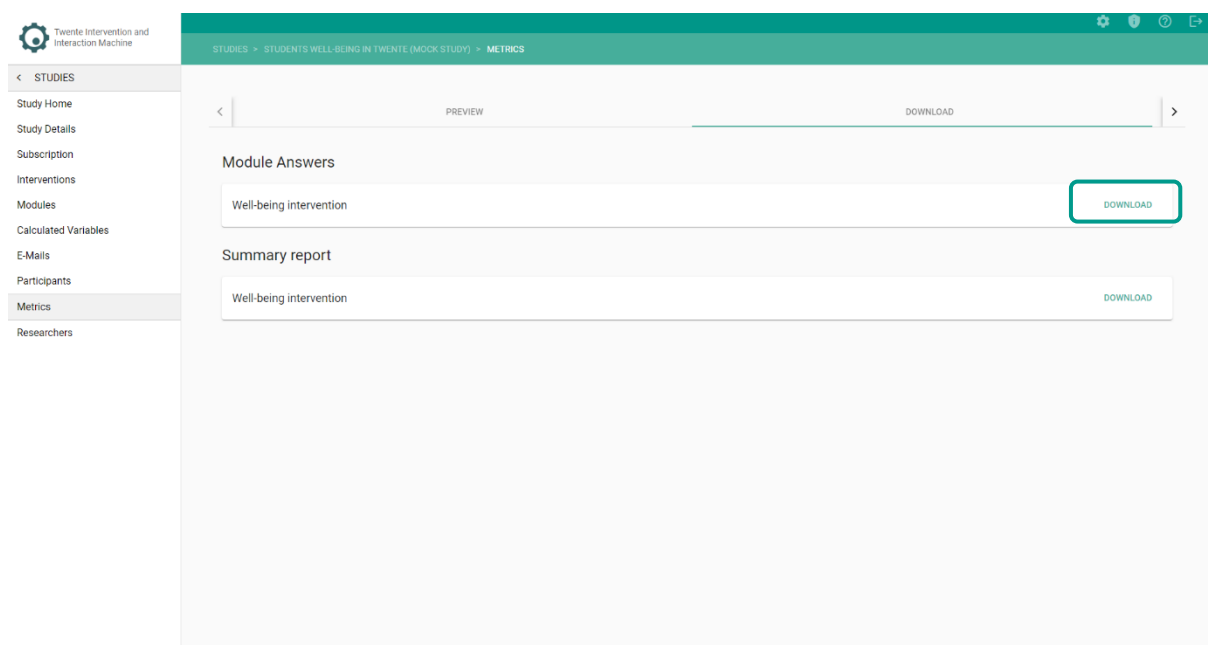 Twente Intervention and
Interaction Machine
STUDIES > STUDENTS WELL-BEING IN TWENTE (MOCK STUDY) > METRICS
< STUDIES
Study Home
Study Details
Subscription
Interventions
Modules
Calculated Variables
E-Mails
Participants
Metrics
Researchers
PREVIEW
DOWNLOAD
Module Answers
Well-being intervention
DOWNLOAD
Summary report
Well-being intervention
DOWNLOAD